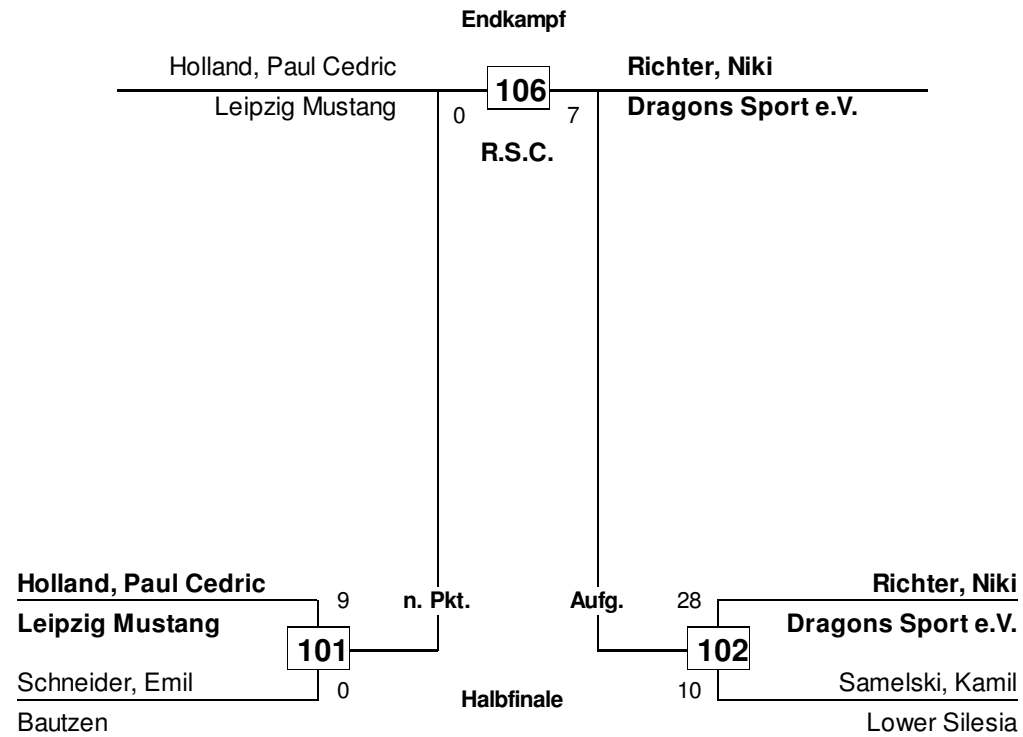 Endkampf
Holland, Paul Cedric
Leipzig Mustang
106
Richter, Niki
Dragons Sport e.V.
0
7
R.S.C.
Holland, Paul Cedric
Leipzig Mustang
9
n. Pkt.
101
Schneider, Emil
Bautzen
0
Halbfinale
Aufg.
28
Richter, Niki
Dragons Sport e.V.
102
10
Samelski, Kamil
Lower Silesia